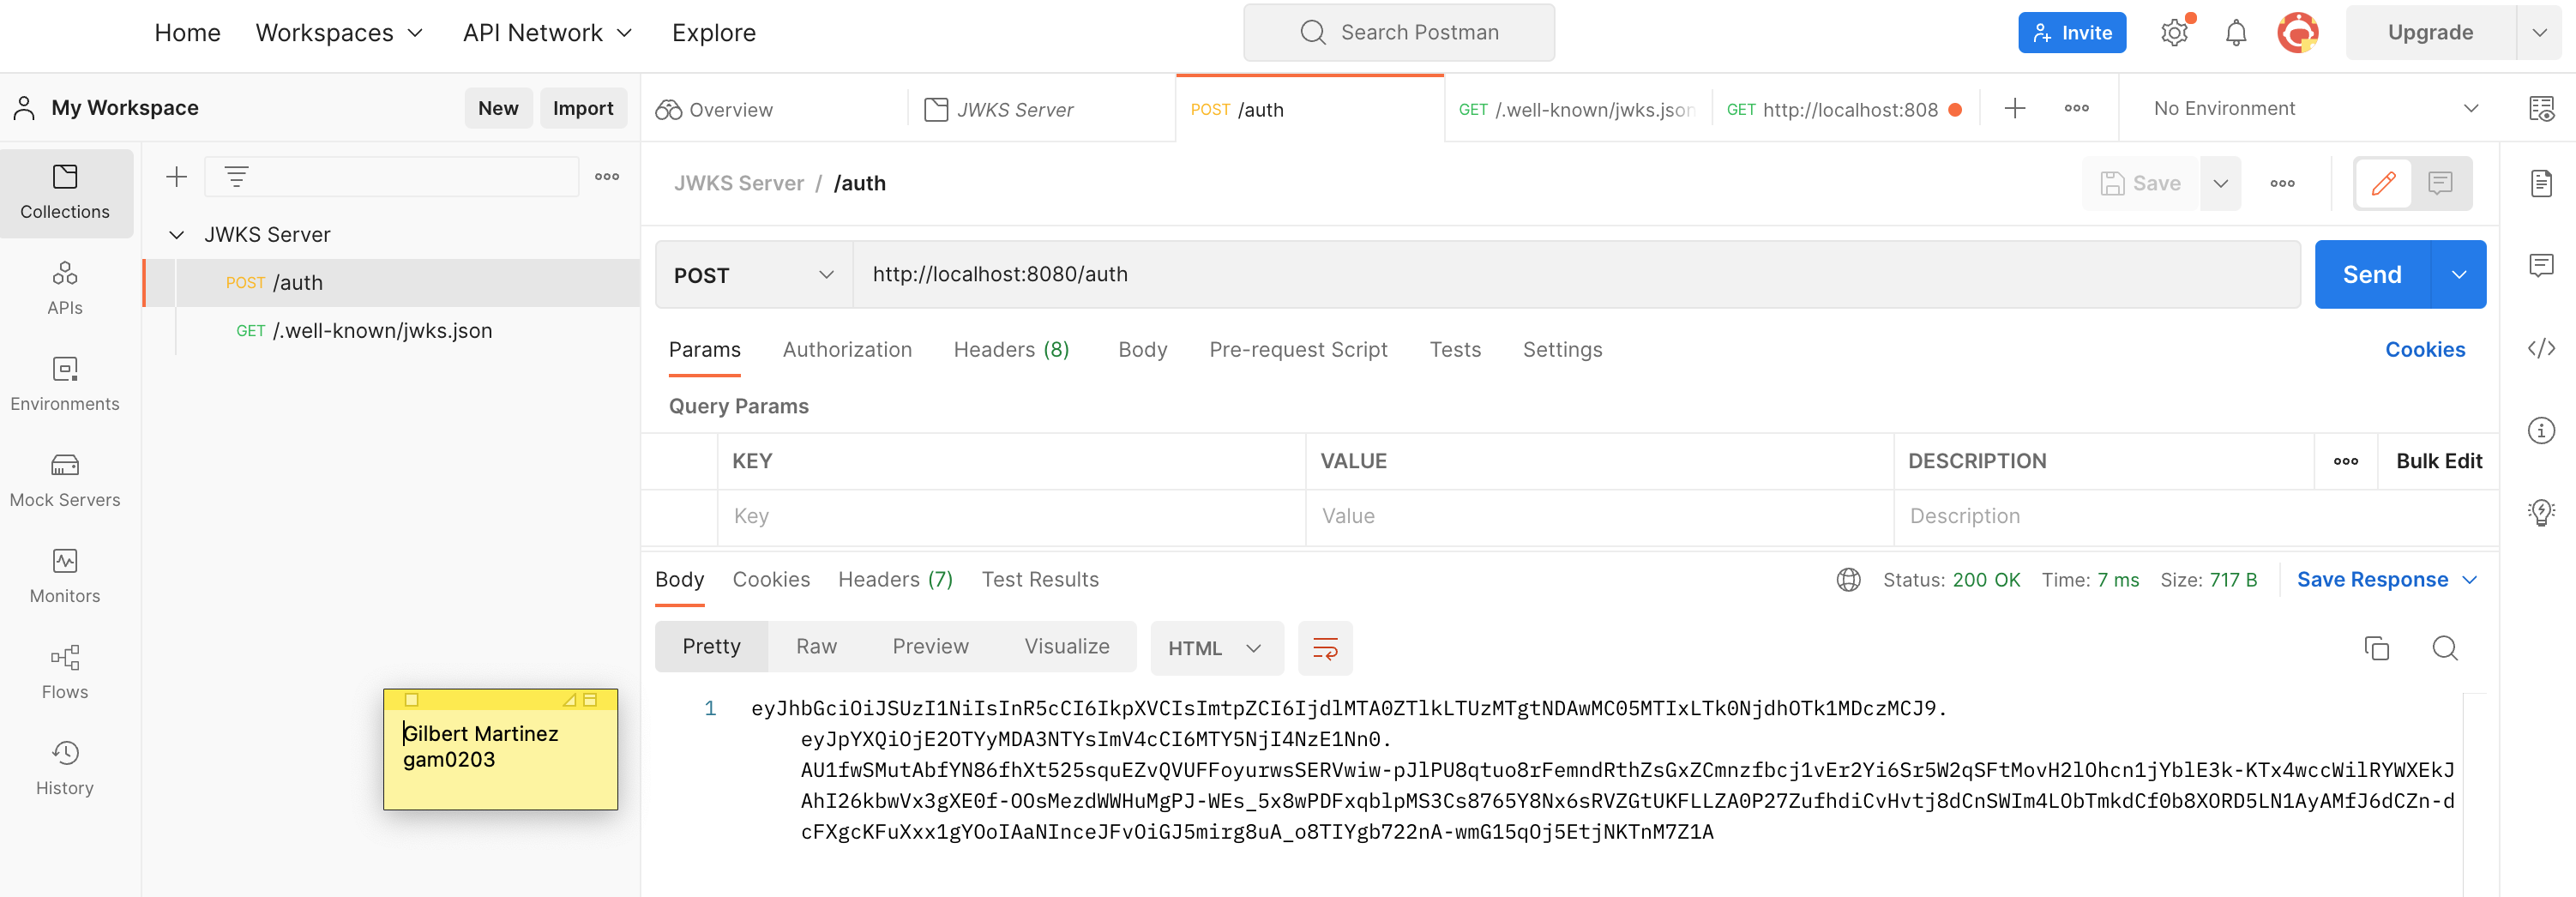 Home Workspaces API Network Explore Search Postman Invite Upgrade
My Workspace New Import Overview JWKS Server POST /auth GET /.well-known/jwks.json GET http://localhost:808 No Environment
Collections
APIs
Environments
Mock Servers
Monitors
Flows
History
JWKS Server
POST /auth
GET /.well-known/jwks.json
Gilbert Martinez
gam0203
JWKS Server / /auth Save
POST http://localhost:8080/auth Send
Params Authorization Headers (8) Body Pre-request Script Tests Settings Cookies
Query Params
KEY VALUE DESCRIPTION Bulk Edit
Key Value Description
Body Cookies Headers (7) Test Results Status: 200 OK Time: 7 ms Size: 717 B Save Response
Pretty Raw Preview Visualize HTML
1 eyJhbGciOiJSUzI1NiIsInR5cCI6IkpXVCIsImtpZCI6IjdlMTA0ZTlkLTUzMTgtNDAwMC05MTIxLTk0NjdhOTk1MDczMCJ9.
eyJpYXQiOjE2OTYyMDA3NTYsImV4cCI6MTY5NjI4NzE1Nn0.
AU1fwSMutAbfYN86fhXt525squEZvQVUFFoyurwsSERVwiw-pJlPU8qtuo8rFemndRthZsGxZCmnzfbcj1vEr2Yi6Sr5W2qSFtMovH2lOhcn1jYblE3k-KTx4wccWilRYWXEkJ
AhI26kbwVx3gXE0f-OOsMezdWWHuMgPJ-WEs_5x8wPDFxqblpMS3Cs8765Y8Nx6sRVZGtUKFLLZA0P27ZufhdiCvHvtj8dCnSWIm4LObTmkdCf0b8XORD5LN1AyAMfJ6dCZn-d
cFXgcKFuXxx1gYOoIAaNInceJFvOiGJ5mirg8uA_o8TIYgb722nA-wmG15qOj5EtjNKTnM7Z1A